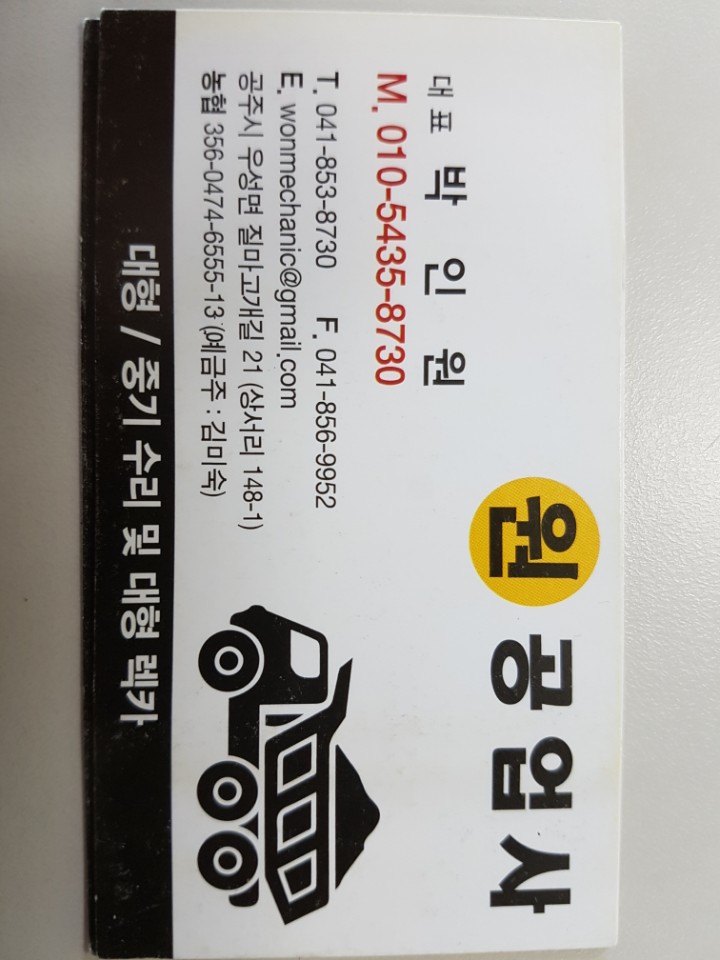 원 공업사
대표 박 인 원
M. 010-5435-8730
T. 041-853-8730 F. 041-856-9952
E. wonmechanic@gmail.com
공주시 우성면 질마고개길 21 (상서리 148-1)
농협 356-0474-6555-13 (예금주 : 김미숙)
대형 / 중기 수리 및 대형 렉카